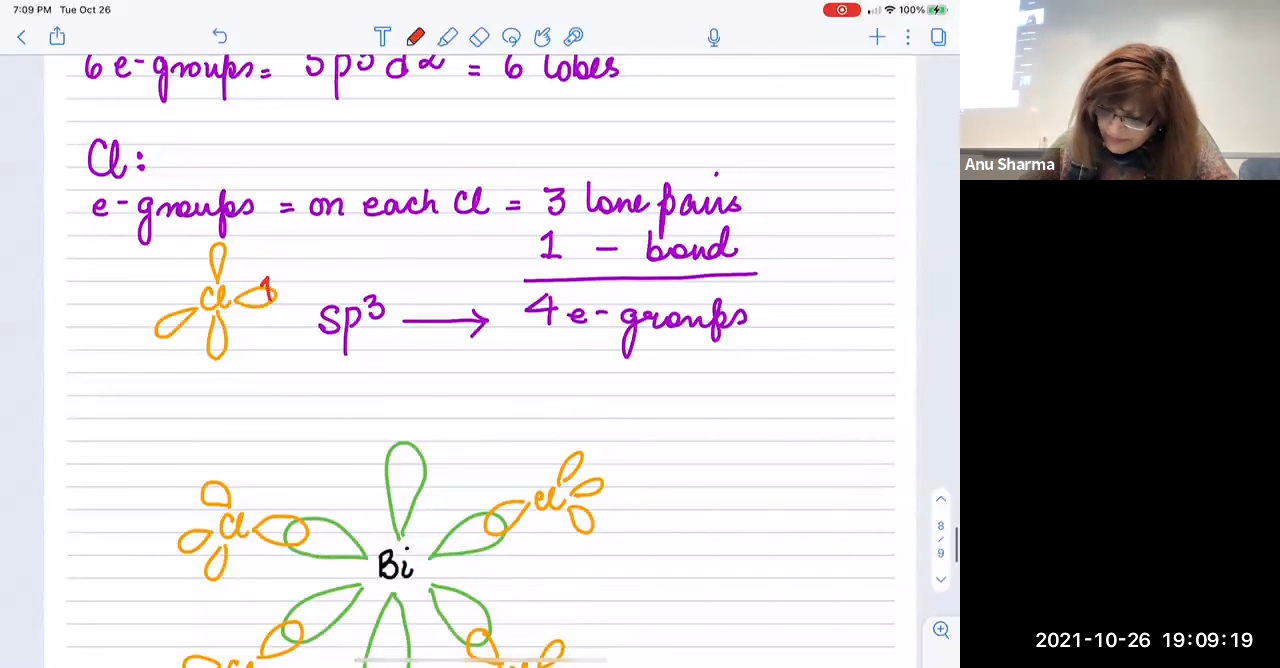 7:09 PM Tue Oct 26
100%
6 e-groups = sp3d2 = 6 lobes
Cl:
e-groups = on each Cl = 3 lone pairs
1 - bond
Cl
1
sp3 → 4 e-groups
Cl
Cl
Bi
Cl
8
/
9
Anu Sharma
2021-10-26 19:09:19